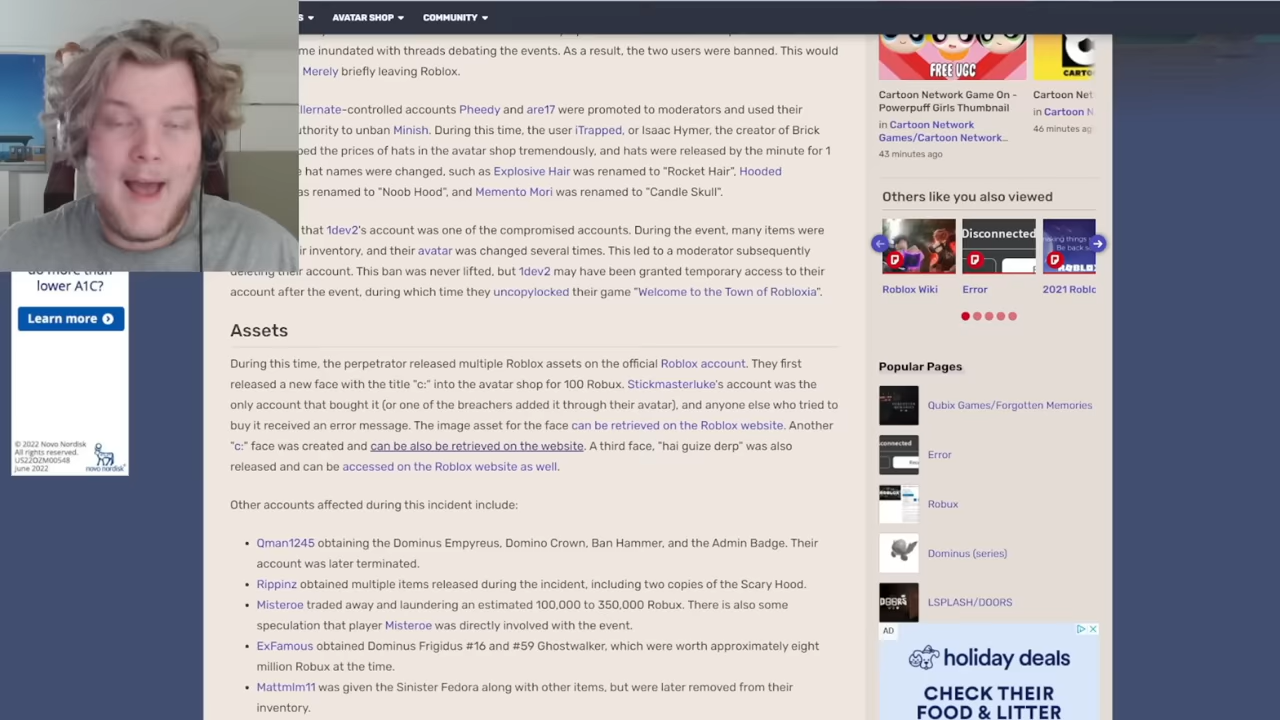 S
AVATAR SHOP
COMMUNITY
me inundated with threads debating the events. As a result, the two users were banned. This would
Merely briefly leaving Roblox.
llernate-controlled accounts Pheedy and are17 were promoted to moderators and used their
uthority to unban Minish. During this time, the user iTrapped, or Isaac Hymer, the creator of Brick
ped the prices of hats in the avatar shop tremendously, and hats were released by the minute for 1
e hat names were changed, such as Explosive Hair was renamed to "Rocket Hair", Hooded
as renamed to "Noob Hood", and Memento Mori was renamed to "Candle Skull".
that 1dev2's account was one of the compromised accounts. During the event, many items were
ir inventory, and their avatar was changed several times. This led to a moderator subsequently
deleting their account. This ban was never lifted, but 1dev2 may have been granted temporary access to their
account after the event, during which time they uncopylocked their game "Welcome to the Town of Robloxia".
Assets
During this time, the perpetrator released multiple Roblox assets on the official Roblox account. They first
released a new face with the title "c:" into the avatar shop for 100 Robux. Stickmasterluke's account was the
only account that bought it (or one of the breachers added it through their avatar), and anyone else who tried to
buy it received an error message. The image asset for the face can be retrieved on the Roblox website. Another
"c:" face was created and can be also be retrieved on the website. A third face, "hai guize derp" was also
released and can be accessed on the Roblox website as well.
Other accounts affected during this incident include:
• Qman1245 obtaining the Dominus Empyreus, Domino Crown, Ban Hammer, and the Admin Badge. Their
account was later terminated.
• Rippinz obtained multiple items released during the incident, including two copies of the Scary Hood.
• Misteroe traded away and laundering an estimated 100,000 to 350,000 Robux. There is also some
speculation that player Misteroe was directly involved with the event.
• ExFamous obtained Dominus Frigidus #16 and #59 Ghostwalker, which were worth approximately eight
million Robux at the time.
• Mattmlm11 was given the Sinister Fedora along with other items, but were later removed from their
inventory.
do more than
lower A1C?
Learn more
© 2022 Novo Nordisk
All rights reserved.
US22OZM00548
June 2022
novo nordisk
FREE UGC
CARTO
Cartoon Network Game On -
Powerpuff Girls Thumbnail
in Cartoon Network
Games/Cartoon Network...
43 minutes ago
Cartoon Net
in Cartoon N
46 minutes ag
Others like you also viewed
Disconnected
Roblox Wiki
Error
2021 Roblo
Popular Pages
Qubix Games/Forgotten Memories
Error
Robux
Dominus (series)
LSPLASH/DOORS
AD
holiday deals
CHECK THEIR
FOOD & LITTER